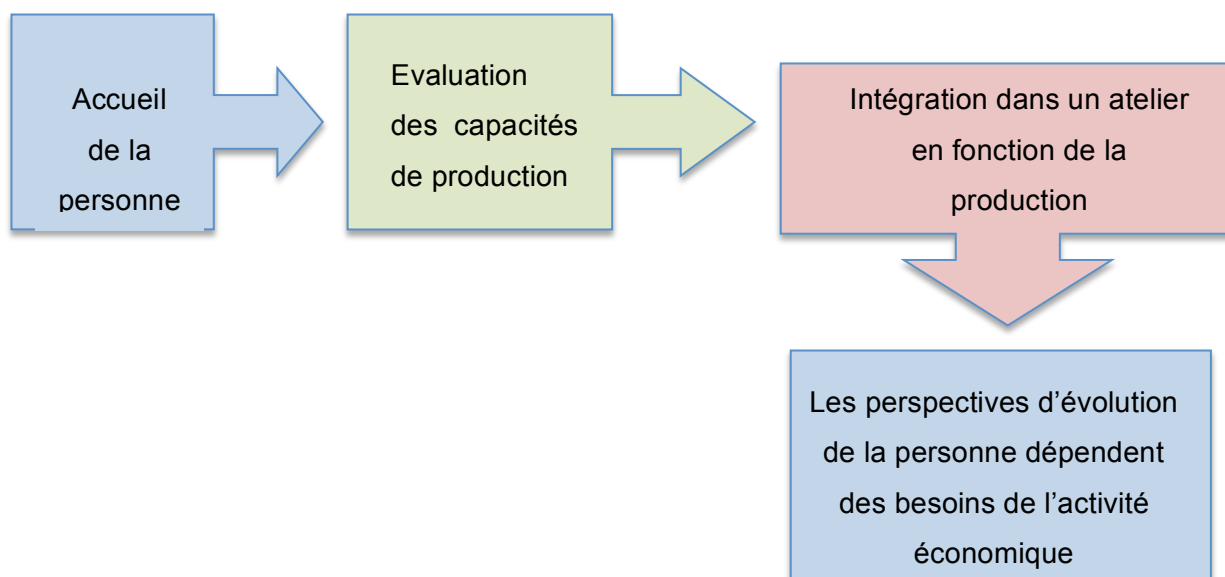 Accueil
de la
personne
Evaluation
des capacités
de production
Intégration dans un atelier
en fonction de la
production
Les perspectives d’évolution
de la personne dépendent
des besoins de l’activité
économique